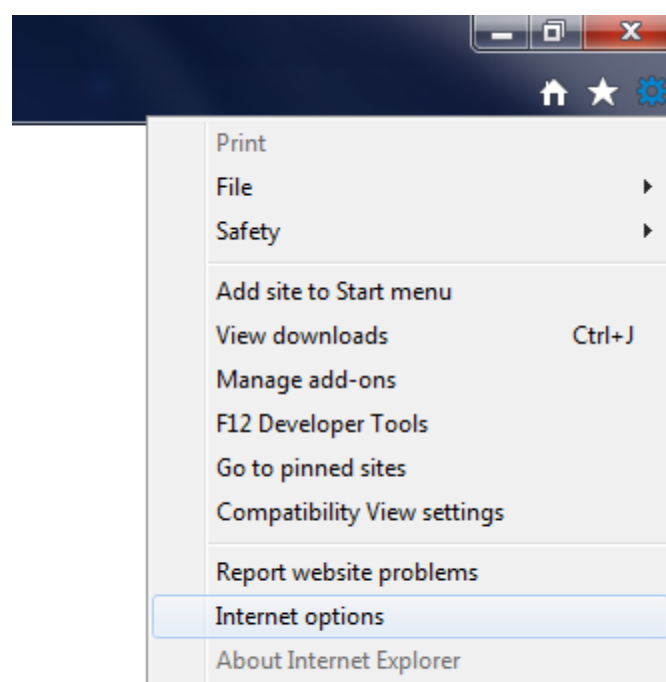 Print
File
Safety
Add site to Start menu
View downloads Ctrl+J
Manage add-ons
F12 Developer Tools
Go to pinned sites
Compatibility View settings
Report website problems
Internet options
About Internet Explorer